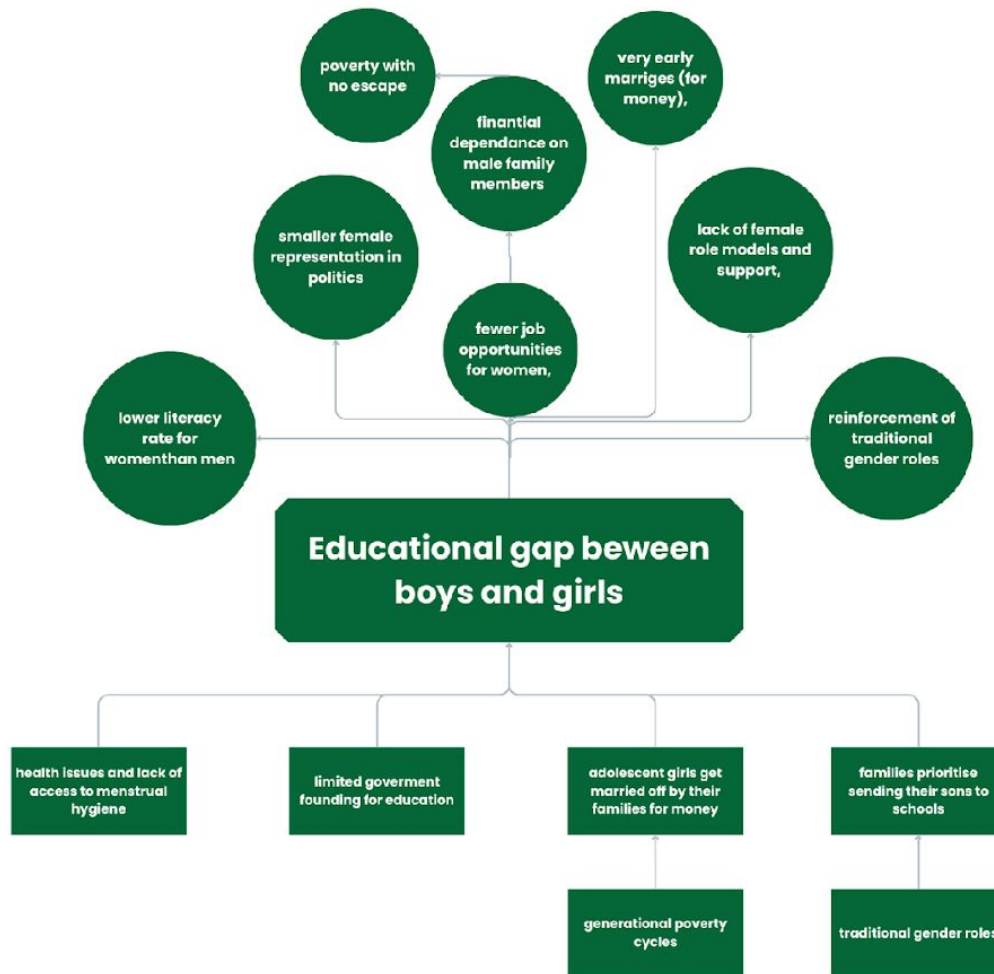 poverty with
no escape
very early
marriges (for
money),
finantial
dependance on
male family
members
smaller female
representation in
politics
lack of female
role models and
support,
fewer job
opportunities
for women,
lower literacy
rate for
womenthan men
reinforcement of
traditional
gender roles
Educational gap beween
boys and girls
health issues and lack of
access to menstrual
hygiene
limited goverment
founding for education
adolescent girls get
married off by their
families for money
families prioritise
sending their sons to
schools
generational poverty
cycles
traditional gender roles